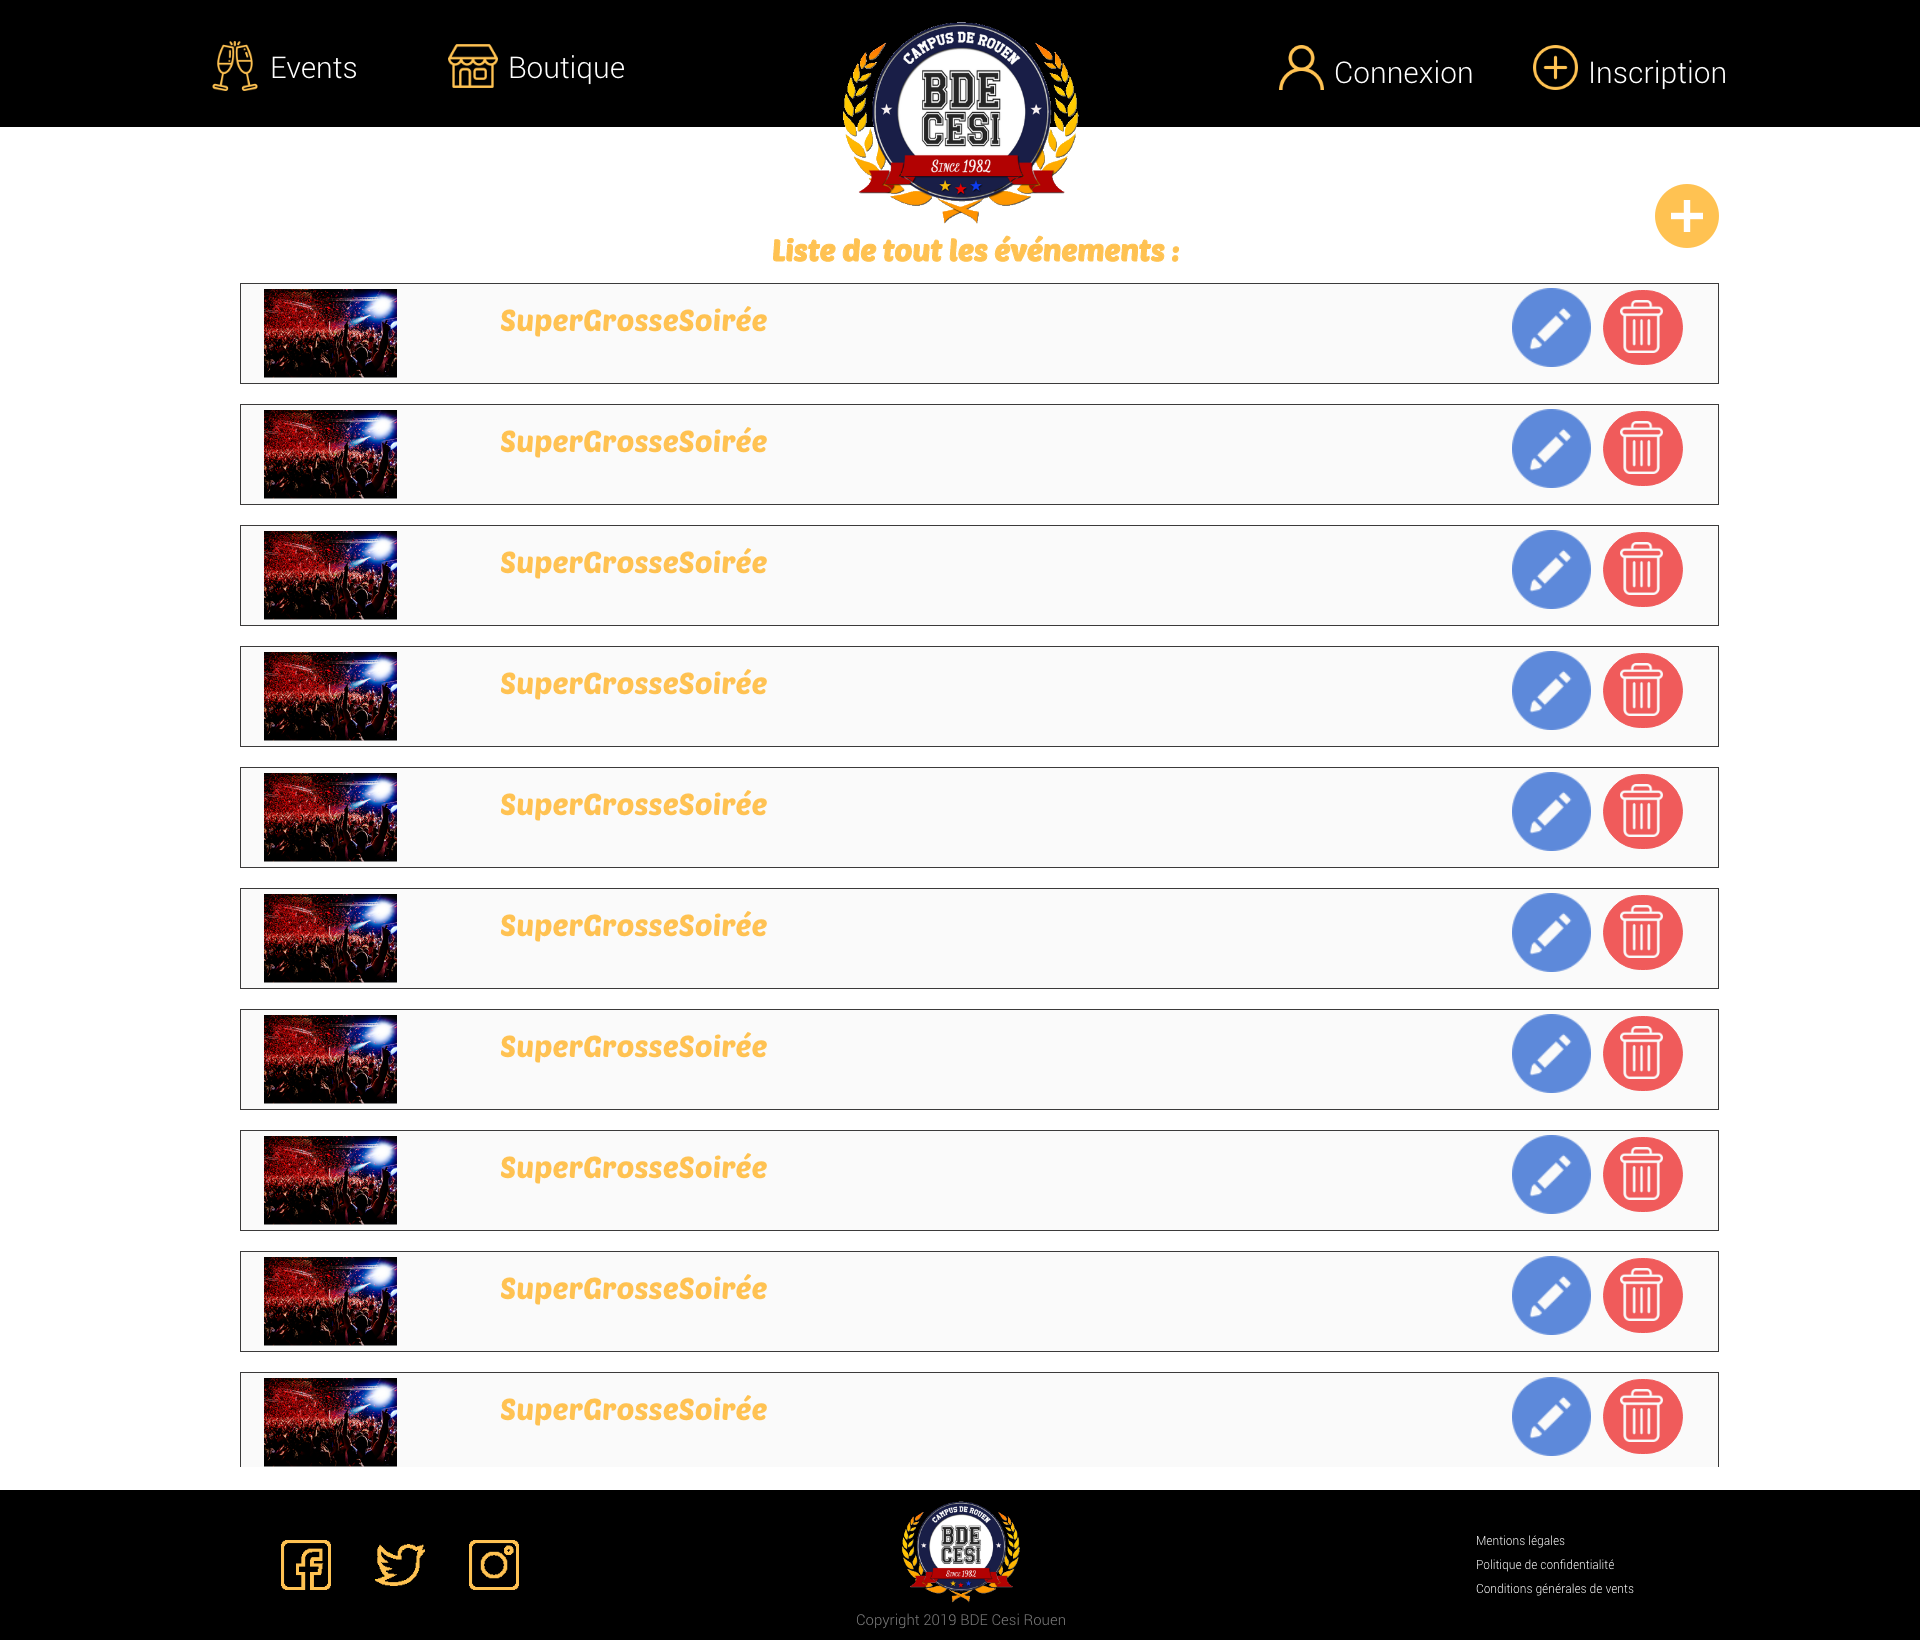 Events
Boutique
CAMPUS DE ROUEN
BDE
CESI
Since 1982
Connexion
Inscription
Liste de tout les événements :
SuperGrosseSoirée
SuperGrosseSoirée
SuperGrosseSoirée
SuperGrosseSoirée
SuperGrosseSoirée
SuperGrosseSoirée
SuperGrosseSoirée
SuperGrosseSoirée
SuperGrosseSoirée
SuperGrosseSoirée
CAMPUS DE ROUEN
BDE
CESI
Since 1982
Copyright 2019 BDE Cesi Rouen
Mentions légales
Politique de confidentialité
Conditions générales de vents